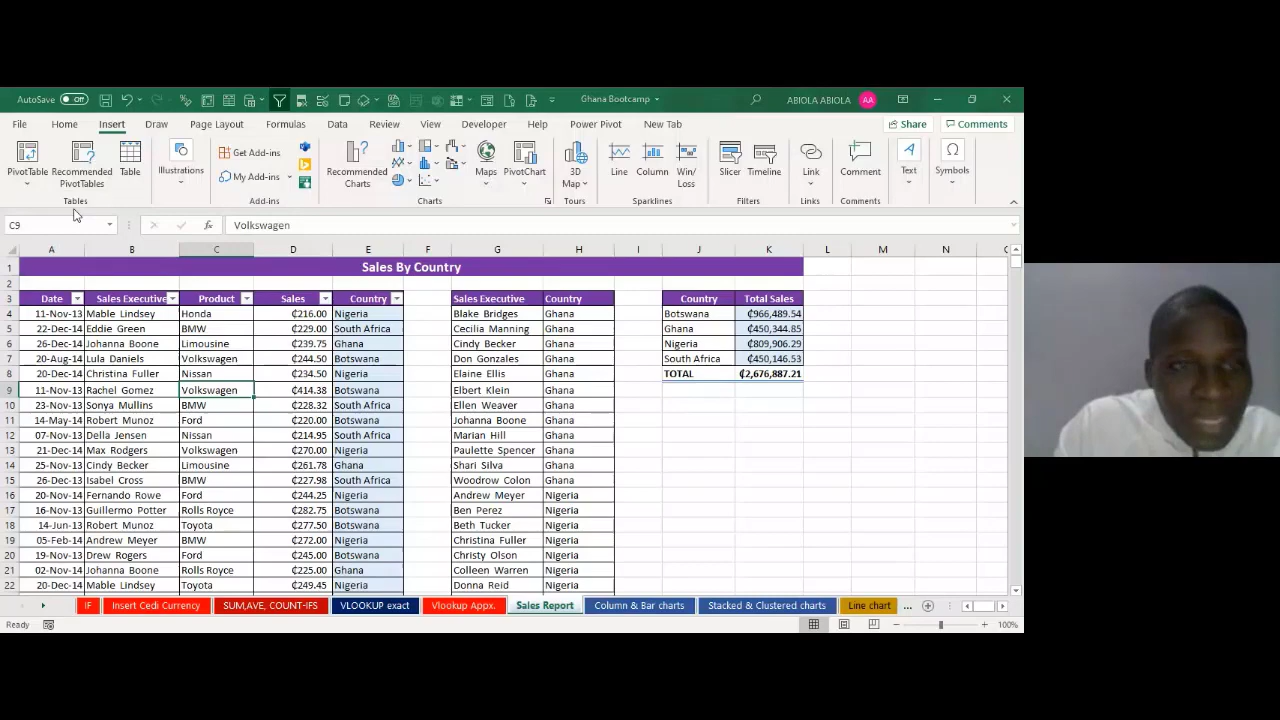 AutoSave Off Ghana Bootcamp ABIOLA ABIOLA AA
File Home Insert Draw Page Layout Formulas Data Review View Developer Help Power Pivot New Tab Share Comments
PivotTable Recommended PivotTables Table Illustrations Get Add-ins My Add-ins Recommended Charts Maps PivotChart 3D Map Line Column Win/Loss Slicer Timeline Link Comment Text Symbols
Tables Add-ins Charts Tours Sparklines Filters Links Comments
C9 fx Volkswagen
A B C D E F G H I J K L M N
1 Sales By Country
2
3 Date Sales Executive Product Sales Country Sales Executive Country Country Total Sales
4 11-Nov-13 Mable Lindsey Honda ₵216.00 Nigeria Blake Bridges Ghana Botswana ₵966,489.54
5 22-Dec-14 Eddie Green BMW ₵229.00 South Africa Cecilia Manning Ghana Ghana ₵450,344.85
6 26-Dec-14 Johanna Boone Limousine ₵239.75 Ghana Cindy Becker Ghana Nigeria ₵809,906.29
7 20-Aug-14 Lula Daniels Volkswagen ₵244.50 Botswana Don Gonzales Ghana South Africa ₵450,146.53
8 20-Dec-14 Christina Fuller Nissan ₵234.50 Nigeria Elaine Ellis Ghana TOTAL ₵2,676,887.21
9 11-Nov-13 Rachel Gomez Volkswagen ₵414.38 Botswana Elbert Klein Ghana
10 23-Nov-13 Sonya Mullins BMW ₵228.32 South Africa Ellen Weaver Ghana
11 14-May-14 Robert Munoz Ford ₵220.00 Botswana Johanna Boone Ghana
12 07-Nov-13 Della Jensen Nissan ₵214.95 South Africa Marian Hill Ghana
13 21-Dec-14 Max Rodgers Volkswagen ₵270.00 Nigeria Paulette Spencer Ghana
14 25-Nov-13 Cindy Becker Limousine ₵261.78 Ghana Shari Silva Ghana
15 26-Dec-13 Isabel Cross BMW ₵227.98 South Africa Woodrow Colon Ghana
16 20-Nov-14 Fernando Rowe Ford ₵244.25 Nigeria Andrew Meyer Nigeria
17 16-Nov-13 Guillermo Potter Rolls Royce ₵282.75 Botswana Ben Perez Nigeria
18 14-Jun-13 Robert Munoz Toyota ₵277.50 Botswana Beth Tucker Nigeria
19 05-Feb-14 Andrew Meyer BMW ₵272.00 Nigeria Christina Fuller Nigeria
20 19-Nov-13 Drew Rogers Ford ₵245.00 Botswana Christy Olson Nigeria
21 02-Nov-14 Johanna Boone Rolls Royce ₵225.00 Ghana Colleen Warren Nigeria
22 20-Dec-14 Mable Lindsey Toyota ₵249.45 Nigeria Donna Reid Nigeria
IF Insert Cedi Currency SUM,AVE, COUNT-IFS VLOOKUP exact Vlookup Appx. Sales Report Column & Bar charts Stacked & Clustered charts Line chart ...
Ready 100%